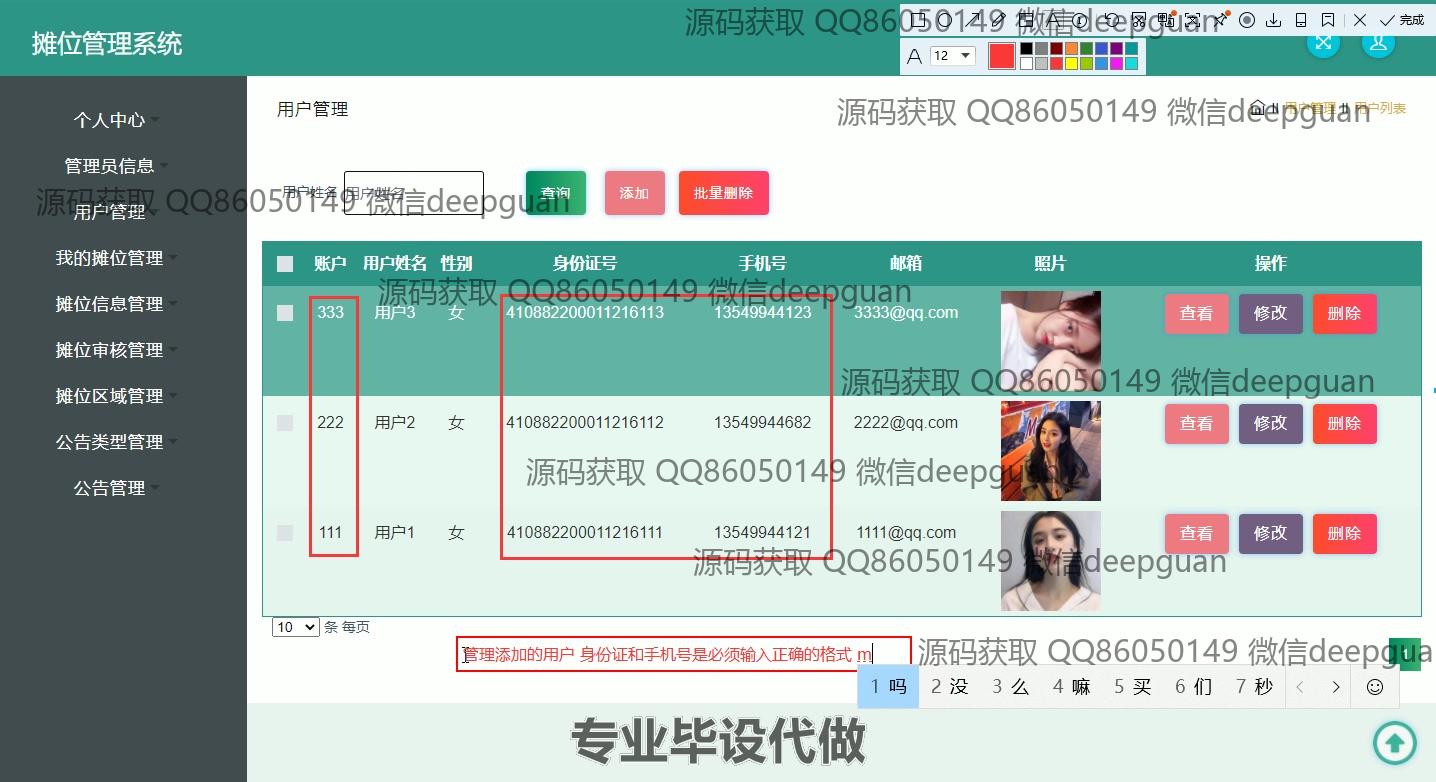 源码获取 QQ86050149 微信deepguan
完成
摊位管理系统
A 12
用户管理
用户管理 用户列表
源码获取 QQ86050149 微信deepguan
个人中心
管理员信息
用户管理
我的摊位管理
摊位信息管理
摊位审核管理
摊位区域管理
公告类型管理
公告管理
用户姓名 用户姓名 查询 添加 批量删除
源码获取 QQ86050149 微信deepguan
账户 用户姓名 性别 身份证号 手机号 邮箱 照片 操作
源码获取 QQ86050149 微信deepguan
333 用户3 女 410882200011216113 13549944123 3333@qq.com 查看 修改 删除
源码获取 QQ86050149 微信deepguan
222 用户2 女 410882200011216112 13549944682 2222@qq.com 查看 修改 删除
源码获取 QQ86050149 微信deepguan
111 用户1 女 410882200011216111 13549944121 1111@qq.com 查看 修改 删除
源码获取 QQ86050149 微信deepguan
10 条 每页
管理添加的用户 身份证和手机号是必须输入正确的格式 m
源码获取 QQ86050149 微信deepgua
1
1 吗 2 没 3 么 4 嘛 5 买 6 们 7 秒
专业毕设代做